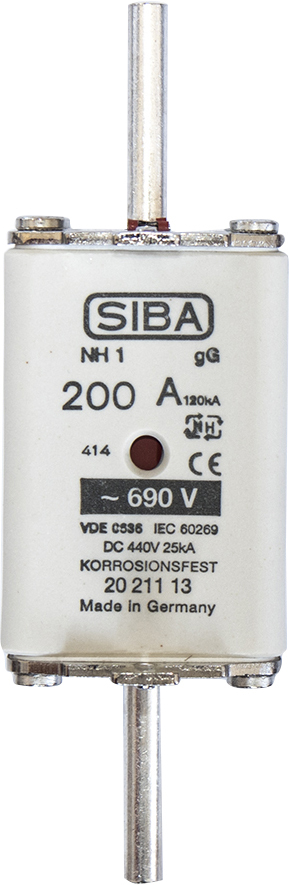 SIBA
NH 1 gG
200 A 120kA
NH
414 CE
~ 690 V
VDE 0636 IEC 60269
DC 440V 25kA
KORROSIONSFEST
20 211 13
Made in Germany